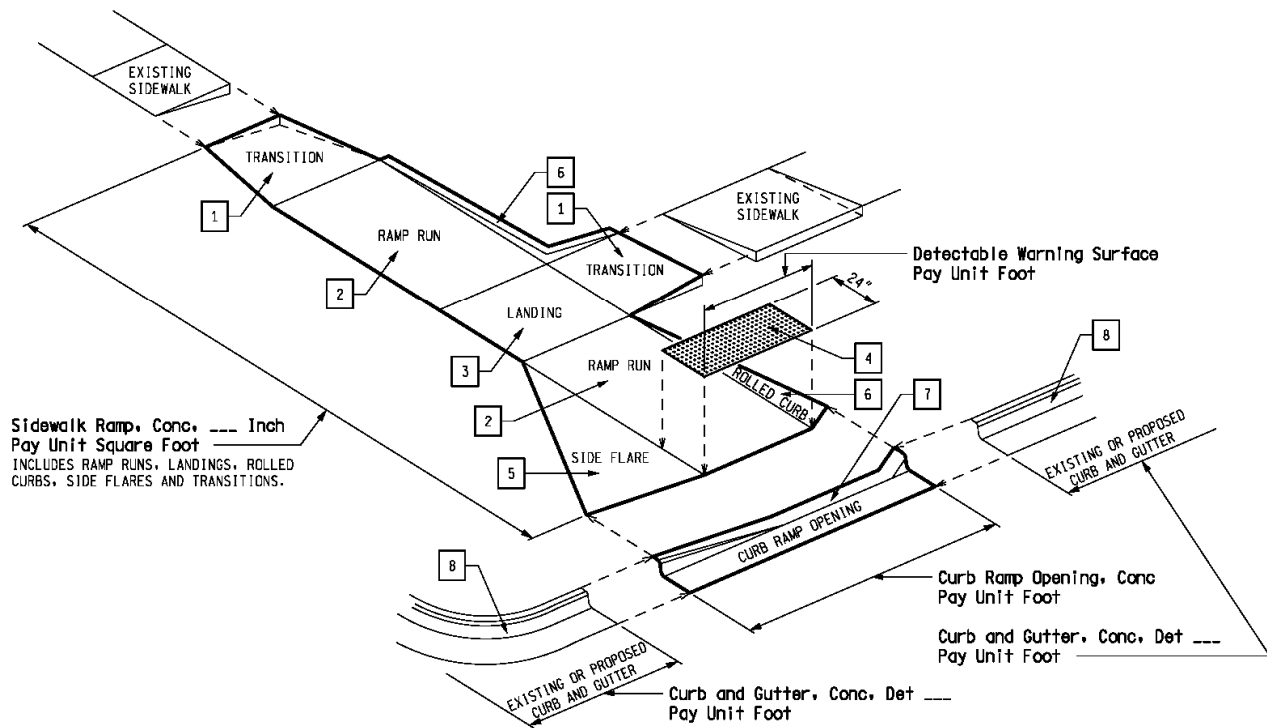 EXISTING
SIDEWALK
TRANSITION
6
1
1
EXISTING
SIDEWALK
RAMP RUN
TRANSITION
Detectable Warning Surface
Pay Unit Foot
24"
2
LANDING
3
4
8
RAMP RUN
ROLLED CURB
6
7
2
Sidewalk Ramp, Conc, ___ Inch
Pay Unit Square Foot
INCLUDES RAMP RUNS, LANDINGS, ROLLED
CURBS, SIDE FLARES AND TRANSITIONS.
SIDE FLARE
5
EXISTING OR PROPOSED
CURB AND GUTTER
CURB RAMP OPENING
8
Curb Ramp Opening, Conc
Pay Unit Foot
Curb and Gutter, Conc, Det ___
Pay Unit Foot
EXISTING OR PROPOSED
CURB AND GUTTER
Curb and Gutter, Conc, Det ___
Pay Unit Foot